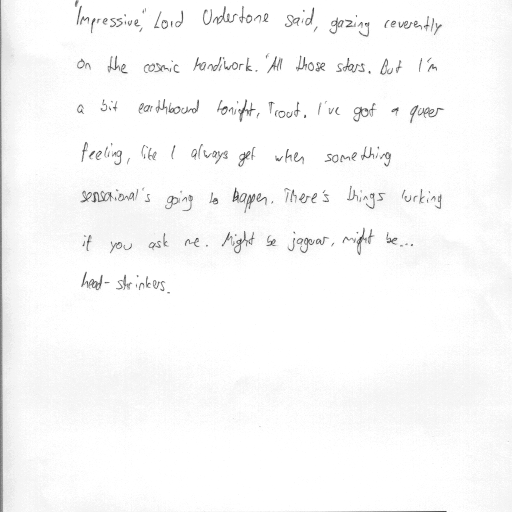 "Impressive," Lord Undertone said, gazing reverently
on the cosmic handiwork. "All those stars. But I'm
a bit earthbound tonight, Trout. I've got a queer
feeling, like I always get when something
sensational's going to happen. There's things lurking
if you ask me. Might be jaguar, might be...
head-shrinkers.